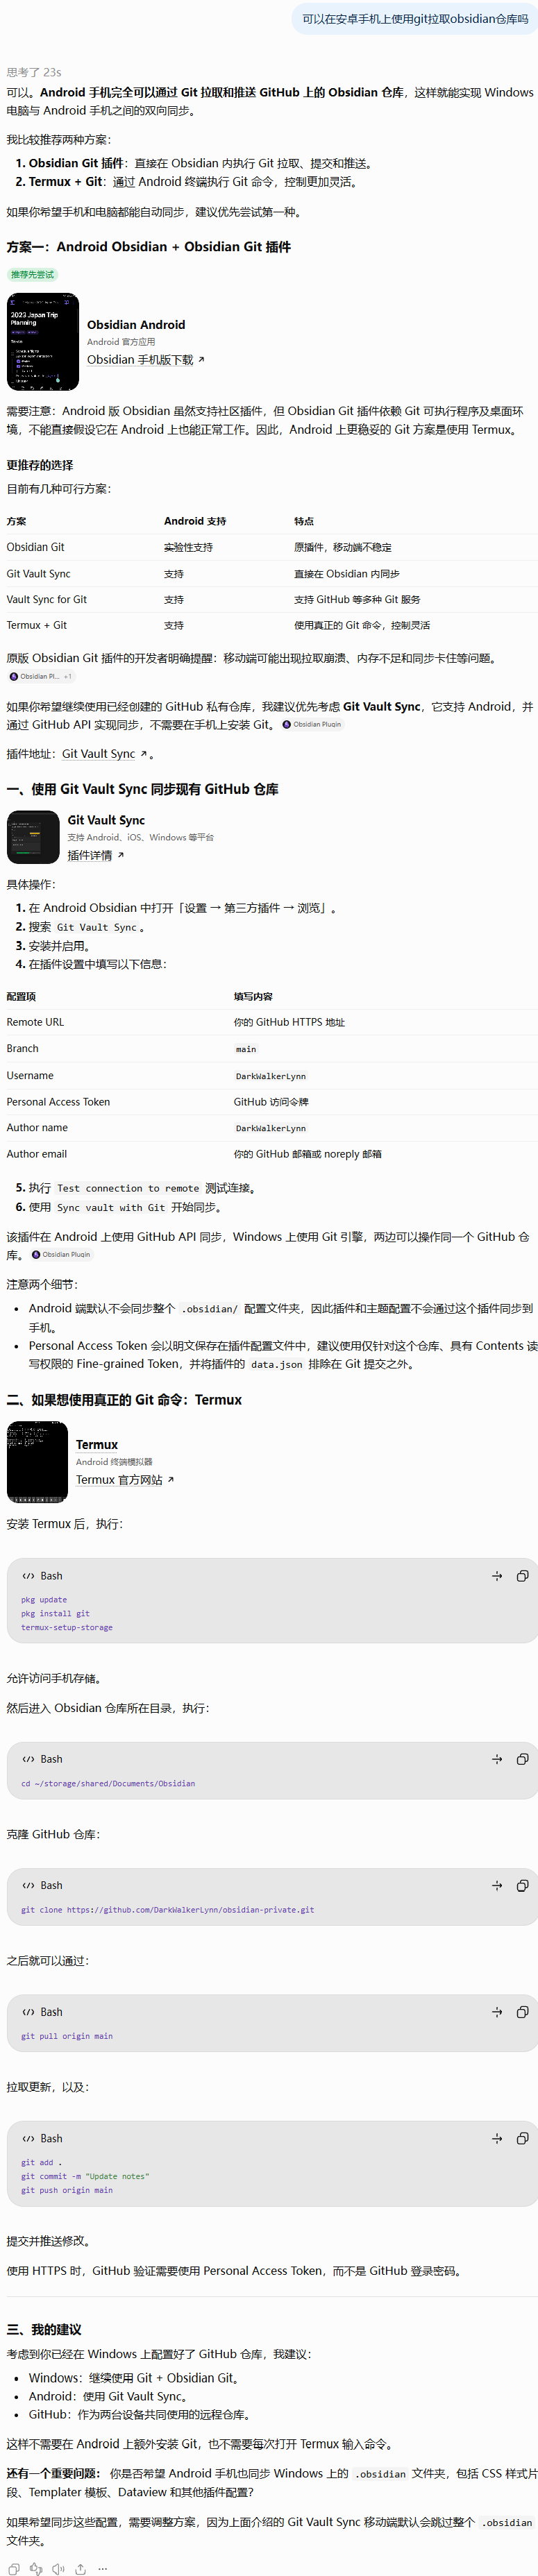 可以在安卓手机上使用git拉取obsidian仓库吗
思考了 23s
可以。Android 手机完全可以通过 Git 拉取和推送 GitHub 上的 Obsidian 仓库，这样就能实现 Windows
电脑与 Android 手机之间的双向同步。
我比较推荐两种方案：
1. Obsidian Git 插件：直接在 Obsidian 内执行 Git 拉取、提交和推送。
2. Termux + Git：通过 Android 终端执行 Git 命令，控制更加灵活。
如果你希望手机和电脑都能自动同步，建议优先尝试第一种。
方案一：Android Obsidian + Obsidian Git 插件
推荐先尝试
2023 Japan Trip
Planning
Obsidian Android
Android 官方应用
Obsidian 手机版下载 ↗
需要注意：Android 版 Obsidian 虽然支持社区插件，但 Obsidian Git 插件依赖 Git 可执行程序及桌面环
境，不能直接假设它在 Android 上也能正常工作。因此，Android 上更稳妥的 Git 方案是使用 Termux。
更推荐的选择
目前有几种可行方案：
方案 Android 支持 特点
Obsidian Git 实验性支持 原插件，移动端不稳定
Git Vault Sync 支持 直接在 Obsidian 内同步
Vault Sync for Git 支持 支持 GitHub 等多种 Git 服务
Termux + Git 支持 使用真正的 Git 命令，控制灵活
原版 Obsidian Git 插件的开发者明确提醒：移动端可能出现拉取崩溃、内存不足和同步卡住等问题。
Obsidian Pl... +1
如果你希望继续使用已经创建的 GitHub 私有仓库，我建议优先考虑 Git Vault Sync，它支持 Android，并
通过 GitHub API 实现同步，不需要在手机上安装 Git。 Obsidian Plugin
插件地址：Git Vault Sync ↗。
一、使用 Git Vault Sync 同步现有 GitHub 仓库
Git Vault Sync
支持 Android、iOS、Windows 等平台
插件详情 ↗
具体操作：
1. 在 Android Obsidian 中打开「设置 → 第三方插件 → 浏览」。
2. 搜索 Git Vault Sync。
3. 安装并启用。
4. 在插件设置中填写以下信息：
配置项 填写内容
Remote URL 你的 GitHub HTTPS 地址
Branch main
Username DarkWalkerLynn
Personal Access Token GitHub 访问令牌
Author name DarkWalkerLynn
Author email 你的 GitHub 邮箱或 noreply 邮箱
5. 执行 Test connection to remote 测试连接。
6. 使用 Sync vault with Git 开始同步。
该插件在 Android 上使用 GitHub API 同步，Windows 上使用 Git 引擎，两边可以操作同一个 GitHub 仓
库。 Obsidian Plugin
注意两个细节：
• Android 端默认不会同步整个 .obsidian/ 配置文件夹，因此插件和主题配置不会通过这个插件同步到
手机。
• Personal Access Token 会以明文保存在插件配置文件中，建议使用仅针对这个仓库、具有 Contents 读
写权限的 Fine-grained Token，并将插件的 data.json 排除在 Git 提交之外。
二、如果想使用真正的 Git 命令：Termux
Termux
Android 终端模拟器
Termux 官方网站 ↗
安装 Termux 后，执行：
Bash
pkg update
pkg install git
termux-setup-storage
允许访问手机存储。
然后进入 Obsidian 仓库所在目录，执行：
Bash
cd ~/storage/shared/Documents/Obsidian
克隆 GitHub 仓库：
Bash
git clone https://github.com/DarkWalkerLynn/obsidian-private.git
之后就可以通过：
Bash
git pull origin main
拉取更新，以及：
Bash
git add .
git commit -m "Update notes"
git push origin main
提交并推送修改。
使用 HTTPS 时，GitHub 验证需要使用 Personal Access Token，而不是 GitHub 登录密码。
三、我的建议
考虑到你已经在 Windows 上配置好了 GitHub 仓库，我建议：
• Windows：继续使用 Git + Obsidian Git。
• Android：使用 Git Vault Sync。
• GitHub：作为两台设备共同使用的远程仓库。
这样不需要在 Android 上额外安装 Git，也不需要每次打开 Termux 输入命令。
还有一个重要问题：你是否希望 Android 手机也同步 Windows 上的 .obsidian 文件夹，包括 CSS 样式片
段、Templater 模板、Dataview 和其他插件配置？
如果希望同步这些配置，需要调整方案，因为上面介绍的 Git Vault Sync 移动端默认会跳过整个 .obsidian
文件夹。